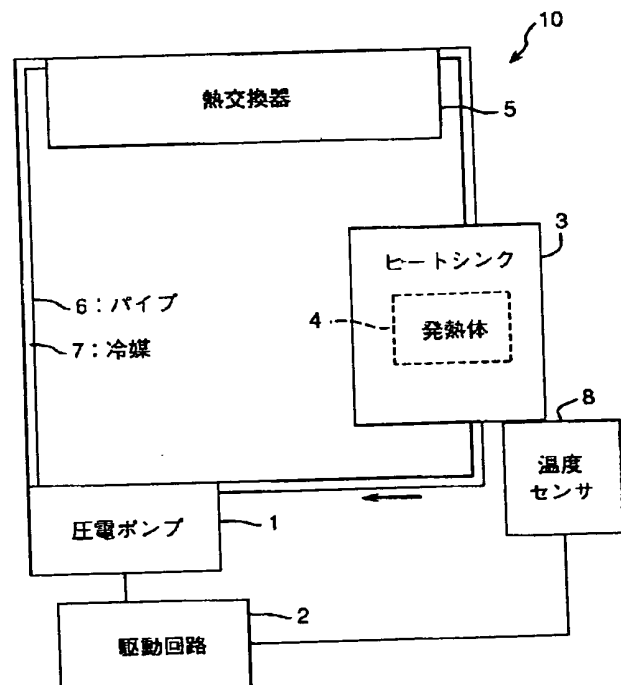 10
熱交換器
5
3
ヒートシンク
6：パイプ
4
発熱体
7：冷媒
8
温度
センサ
圧電ポンプ
1
2
駆動回路